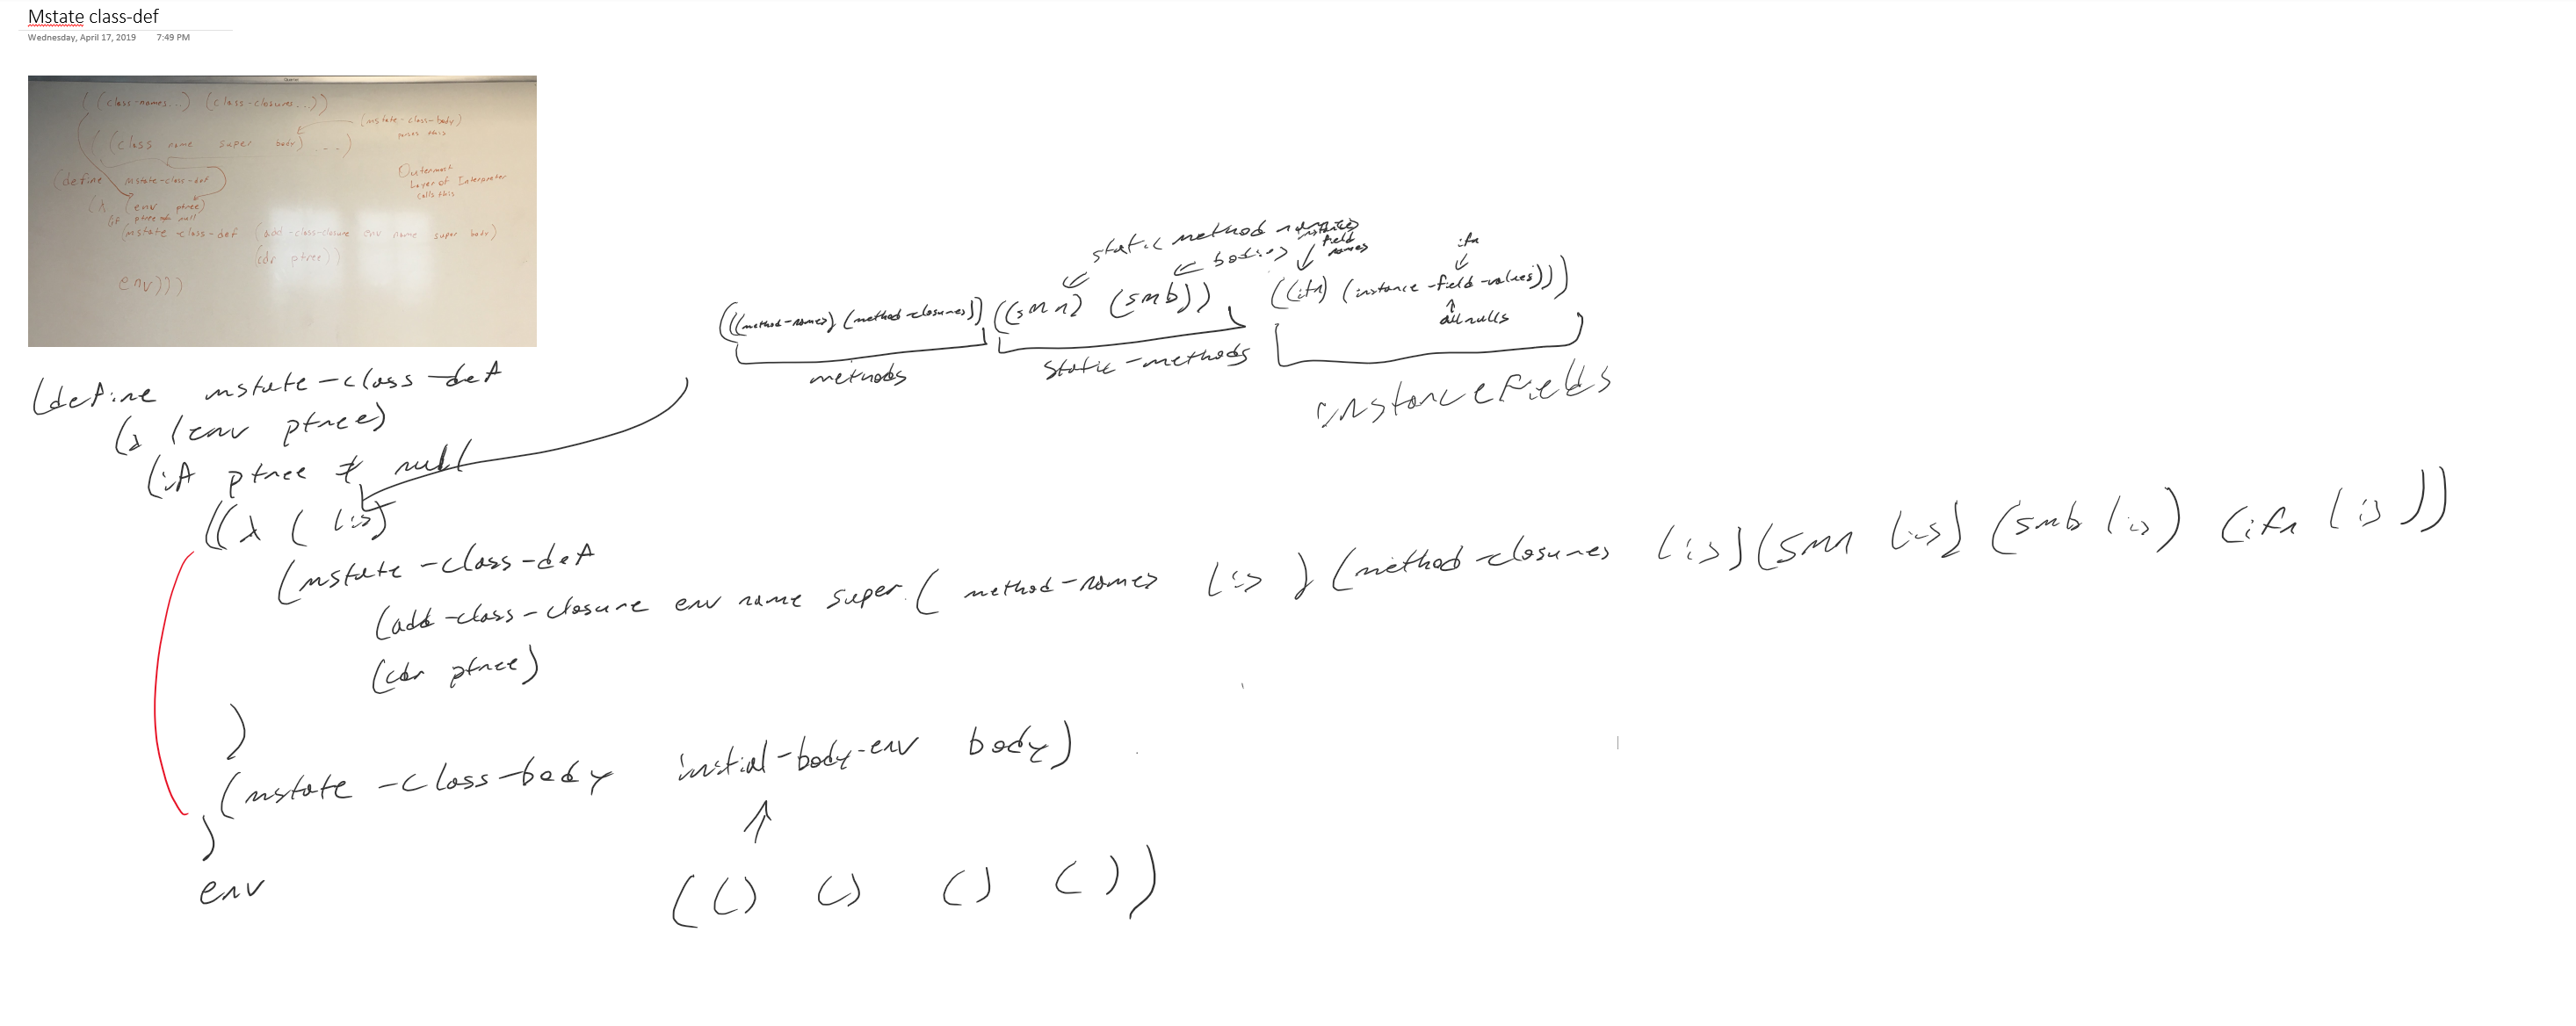 Mstate class-def
Wednesday, April 17, 2019 7:49 PM
((class-names...) (class-closures...))
(mstate-class-body)
parses this
((class name super body) ...)
Outermost
Layer of Interpreter
calls this
(define mstate-class-def
(λ (env ptree)
(if ptree ≠ null
(mstate-class-def (add-class-closure env name super body)
(cdr ptree))
env)))
static method names
bodies
instance
field
names
ifn
(((method-names) (method-closures)) ((smn) (smb)) ((ifn) (instance-field-values)))
all nulls
methods
static-methods
instancefields
(define mstate-class-def
(λ (env ptree)
(if ptree ≠ null
((λ (lis)
(mstate-class-def
(add-class-closure env name super (method-names lis) (method-closures lis) (smn lis) (smb lis) (ifn lis))
(cdr ptree)
)
(mstate-class-body initial-body-env body)
)
env
(() () () ())